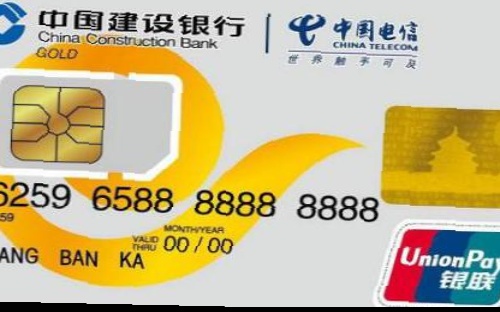 中国建设银行
China Construction Bank
GOLD
中国电信
CHINA TELECOM
世界触手可及
6259 6588 8888 8888
6259
MONTH/YEAR
VALID THRU 00/00
ANG BAN KA
UnionPay
银联